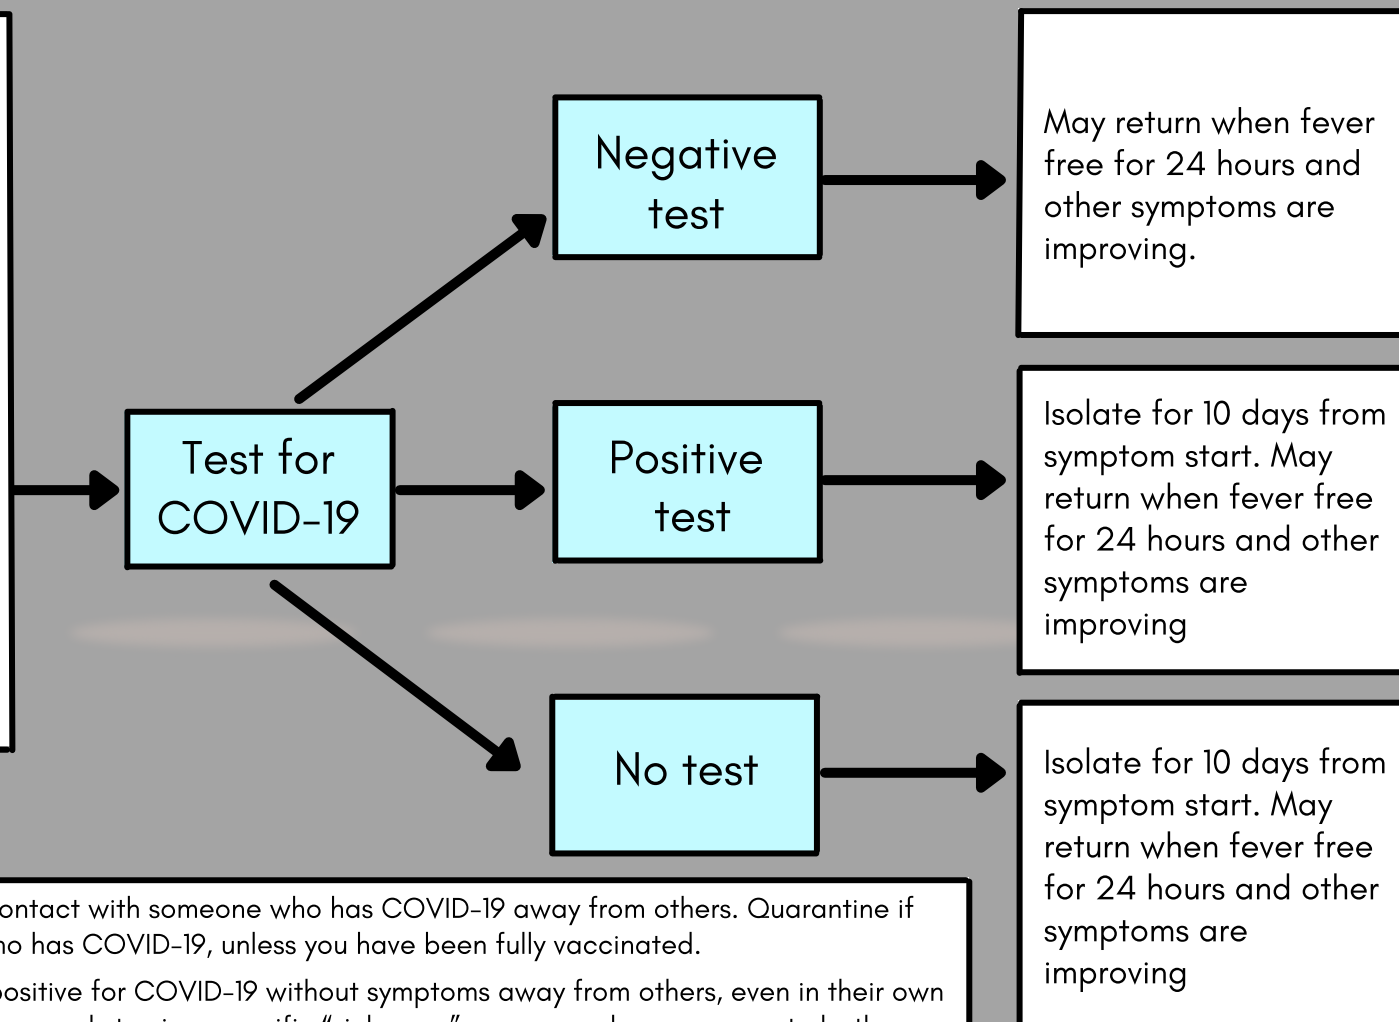 Negative
test
May return when fever
free for 24 hours and
other symptoms are
improving.
Test for
COVID-19
Positive
test
Isolate for 10 days from
symptom start. May
return when fever free
for 24 hours and other
symptoms are
improving
No test
Isolate for 10 days from
symptom start. May
return when fever free
for 24 hours and other
symptoms are
improving
contact with someone who has COVID-19 away from others. Quarantine if
who has COVID-19, unless you have been fully vaccinated.
positive for COVID-19 without symptoms away from others, even in their own